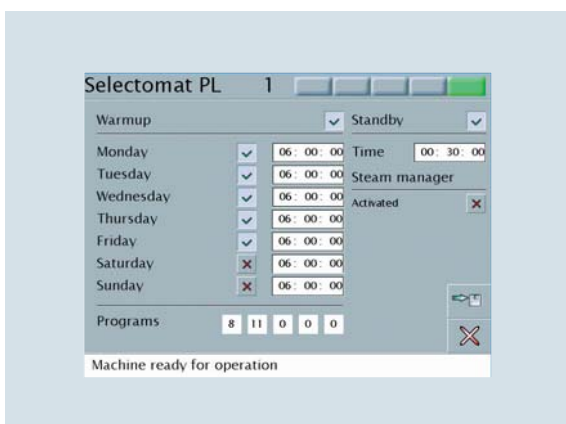 Selectomat PL 1
Warmup
Monday 06: 00: 00
Tuesday 06: 00: 00
Wednesday 06: 00: 00
Thursday 06: 00: 00
Friday 06: 00: 00
Saturday 06: 00: 00
Sunday 06: 00: 00
Programs 8 11 0 0 0
Standby
Time 00: 30: 00
Steam manager
Activated
Machine ready for operation